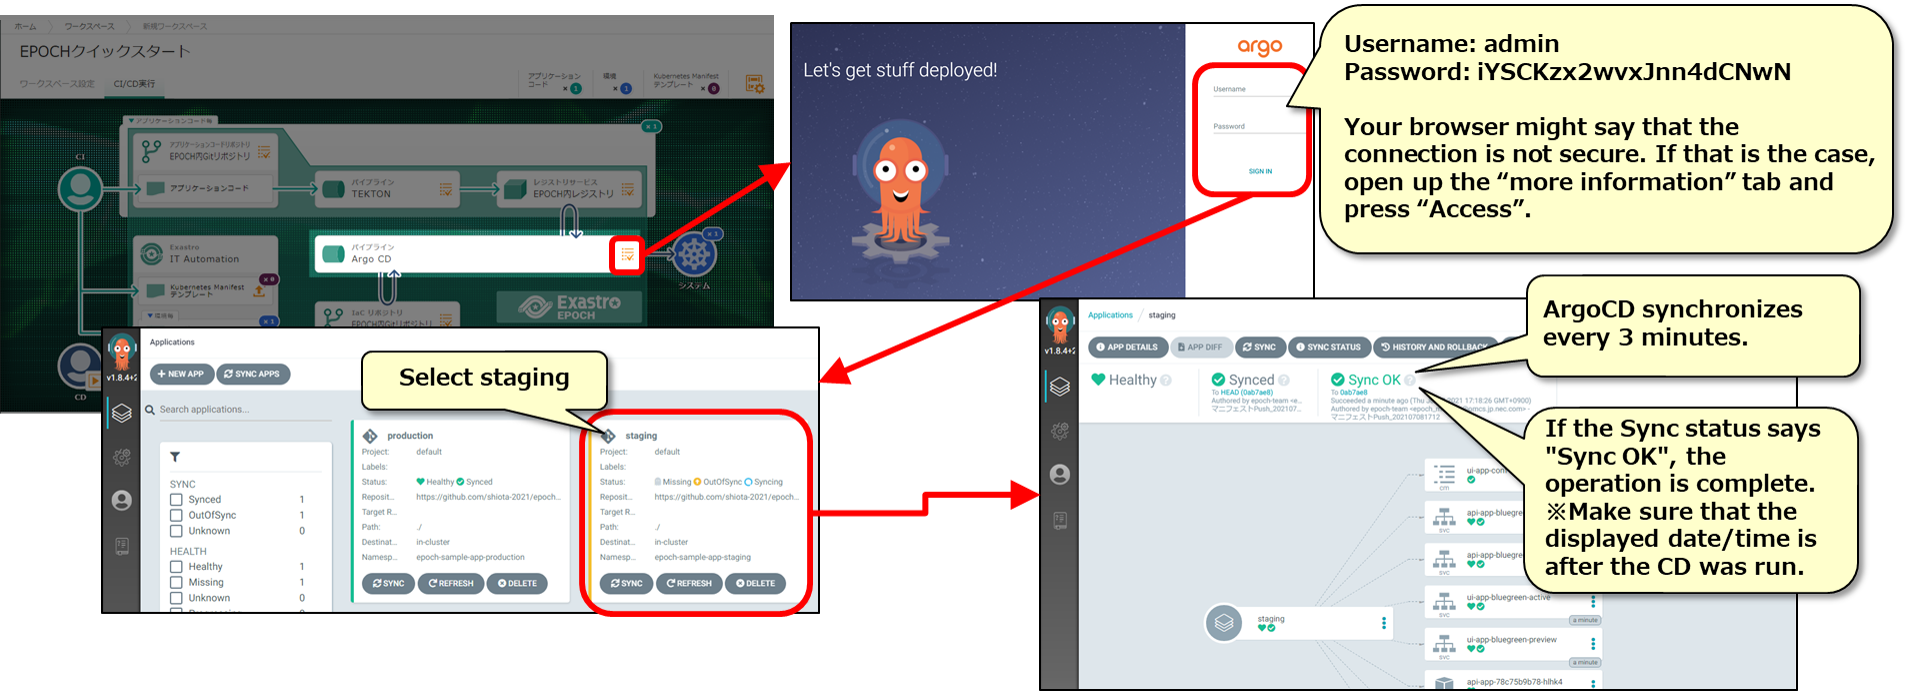 ホーム
ワークスペース
新規ワークスペース
EPOCHクイックスタート
ワークスペース設定
CI/CD実行
アプリケーション
コード
× 1
環境
× 1
Kubernetes Manifest
テンプレート
× 0
▼アプリケーションコード軸
× 1
CI
アプリケーションコードリポジトリ
EPOCH内Gitリポジトリ
アプリケーションコード
パイプライン
TEKTON
レジストリサービス
EPOCH内レジストリ
パイプライン
Argo CD
Exastro
IT Automation
× 0
Kubernetes Manifest
テンプレート
▼環境軸
× 1
IaC リポジトリ
EPOCH内Gitリポジトリ
Exastro
EPOCH
× 1
システム
CD
Let's get stuff deployed!
argo
Username
Password
SIGN IN
Username: admin
Password: iYSCKzx2wvxJnn4dCNwN
Your browser might say that the
connection is not secure. If that is the case,
open up the “more information” tab and
press “Access”.
v1.8.4+2
Applications
+ NEW APP
SYNC APPS
Search applications...
SYNC
Synced 1
OutOfSync 1
Unknown 0
HEALTH
Healthy 1
Missing 1
Unknown 0
Select staging
production
Project: default
Labels:
Status: Healthy Synced
Reposit... https://github.com/shiota-2021/epoch...
Target R...
Path: ./
Destinat... in-cluster
Namesp... epoch-sample-app-production
SYNC
REFRESH
DELETE
staging
Project: default
Labels:
Status: Missing OutOfSync Syncing
Reposit... https://github.com/shiota-2021/epoch...
Target R...
Path: ./
Destinat... in-cluster
Namesp... epoch-sample-app-staging
SYNC
REFRESH
DELETE
v1.8.4+2
Applications / staging
APP DETAILS
APP DIFF
SYNC
SYNC STATUS
HISTORY AND ROLLBACK
Healthy
Synced
To HEAD (0ab7ae8)
Authored by epoch-team <e...
マニフェストPush_202107...
Sync OK
To 0ab7ae8
Succeeded a minute ago (Thu
2021 17:18:26 GMT+0900)
Authored by epoch-team
マニフェストPush_202107081712
ArgoCD synchronizes
every 3 minutes.
If the Sync status says
"Sync OK", the
operation is complete.
※Make sure that the
displayed date/time is
after the CD was run.
staging
cm
ui-app-con
svc
api-app-bluegre
svc
api-app-bluegre
svc
ui-app-bluegreen-active
a minute
svc
ui-app-bluegreen-preview
a minute
api-app-78c75b9b78-hlhk4